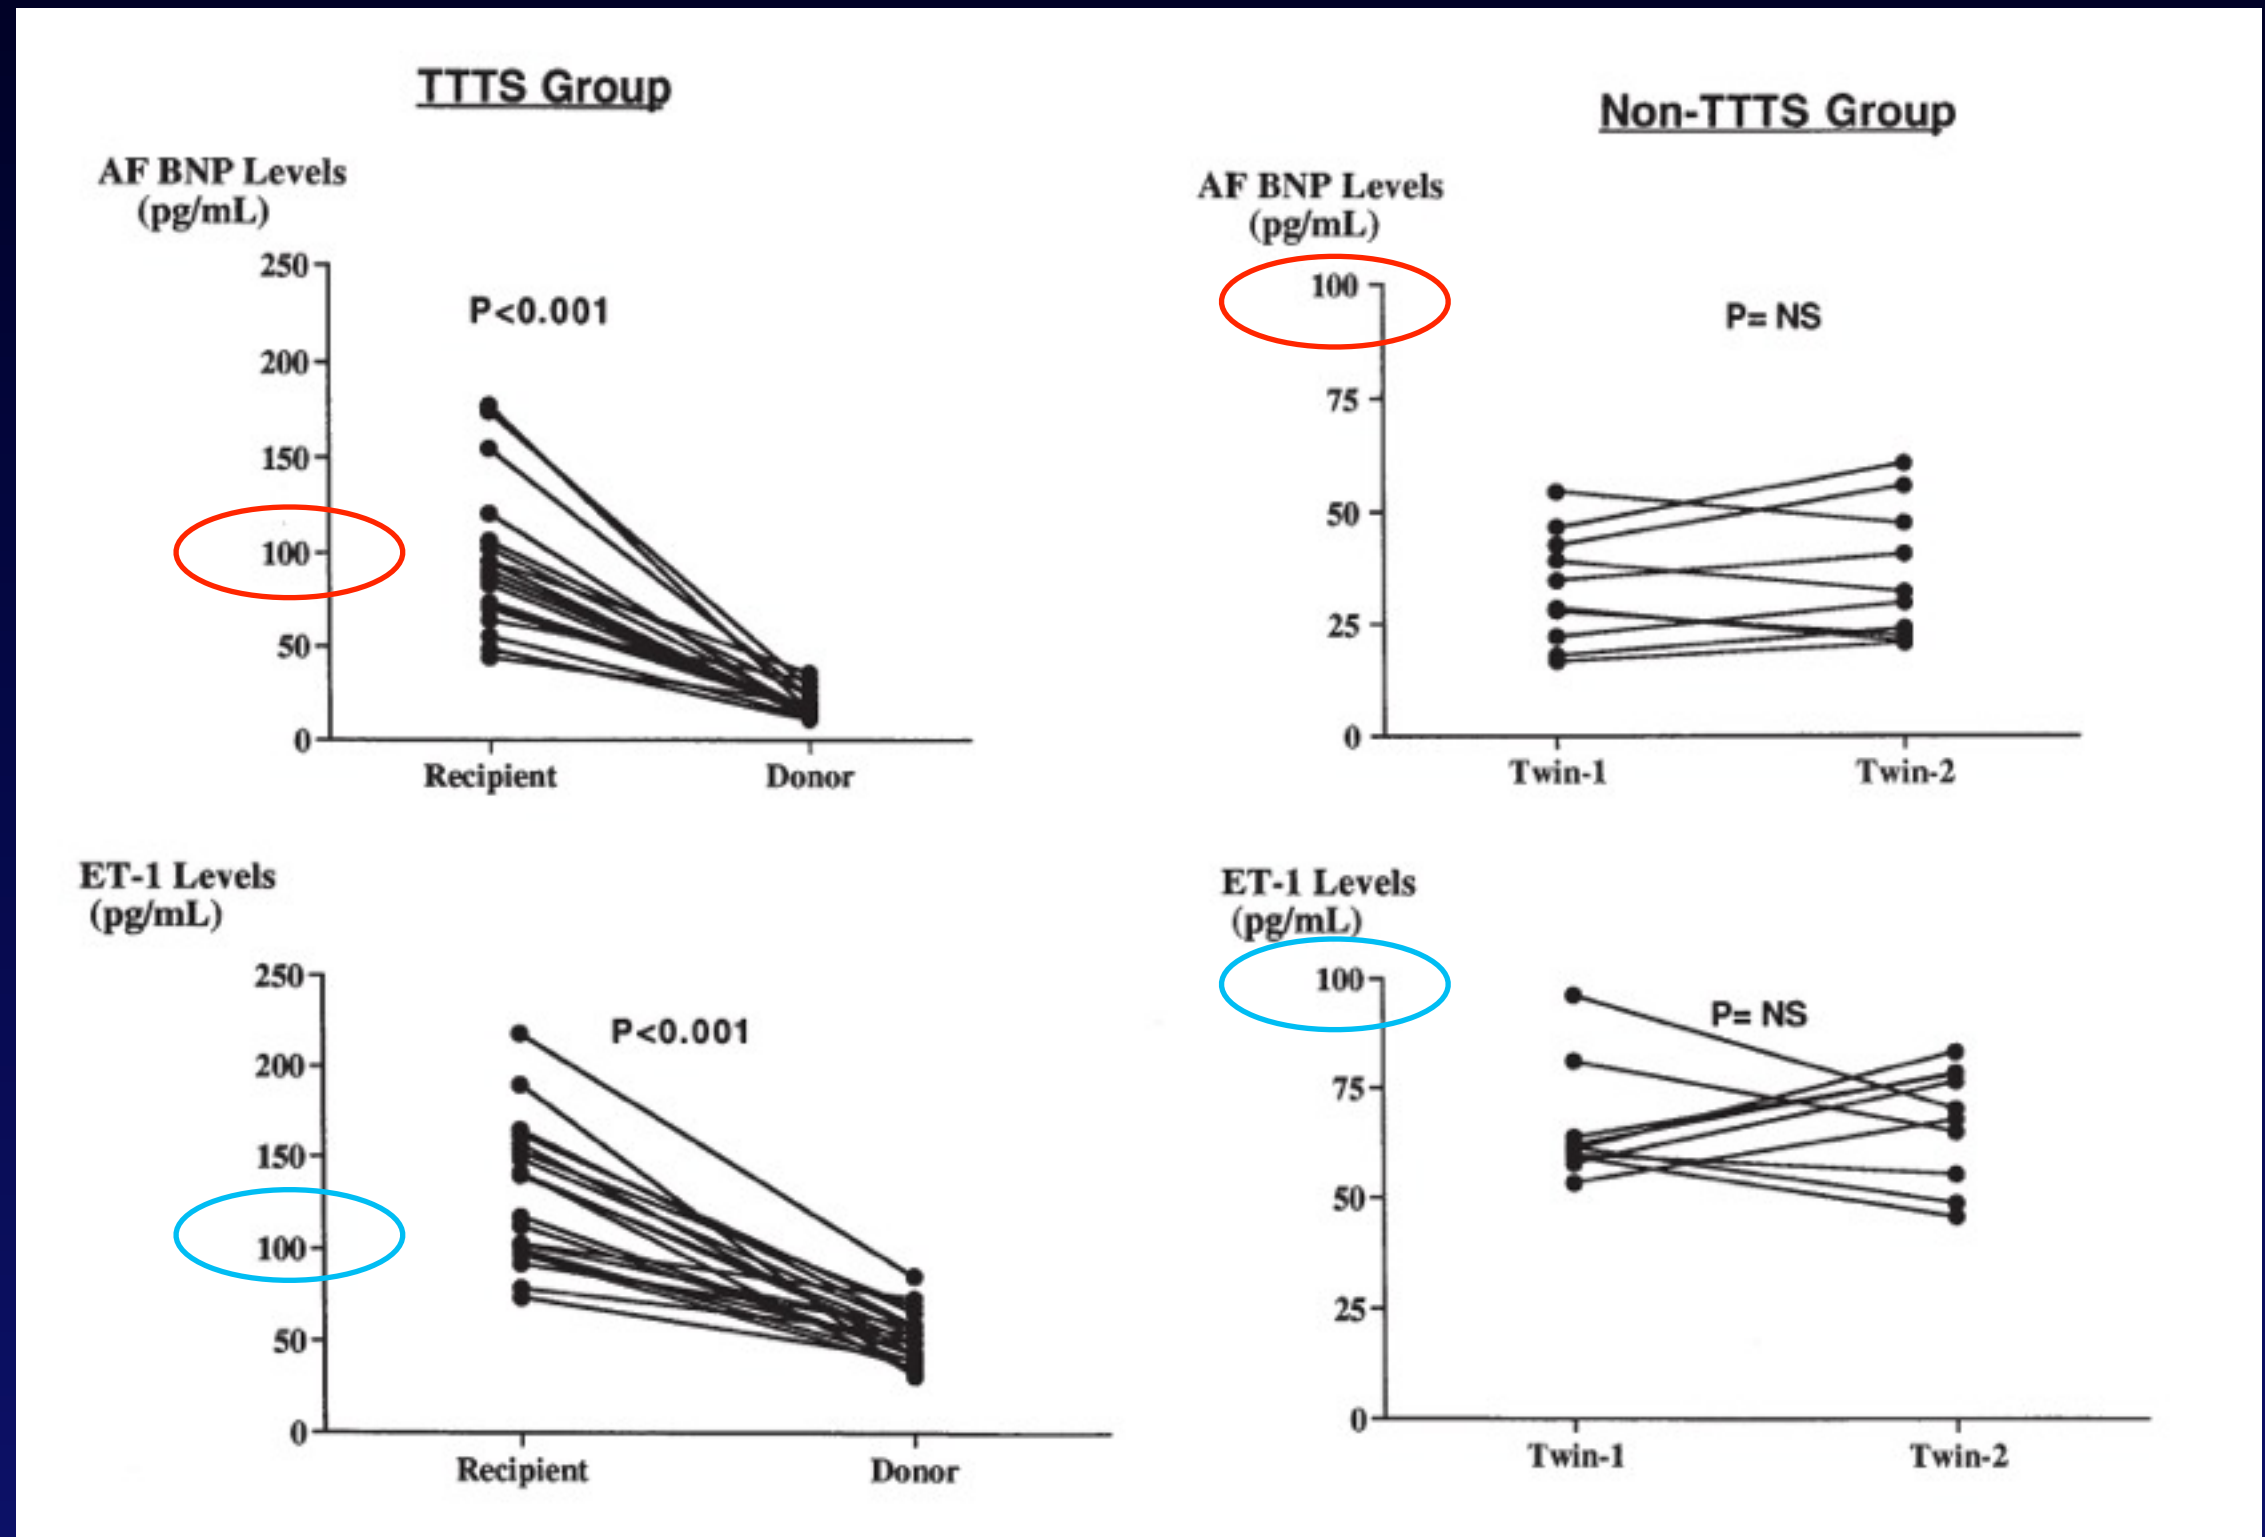 TTTS Group
AF BNP Levels
(pg/mL)
250
P<0.001
200
150
100
50
0
Recipient Donor
Non-TTTS Group
AF BNP Levels
(pg/mL)
100
P= NS
75
50
25
0
Twin-1 Twin-2
ET-1 Levels
(pg/mL)
250
P<0.001
200
150
100
50
0
Recipient Donor
ET-1 Levels
(pg/mL)
100
P= NS
75
50
25
0
Twin-1 Twin-2